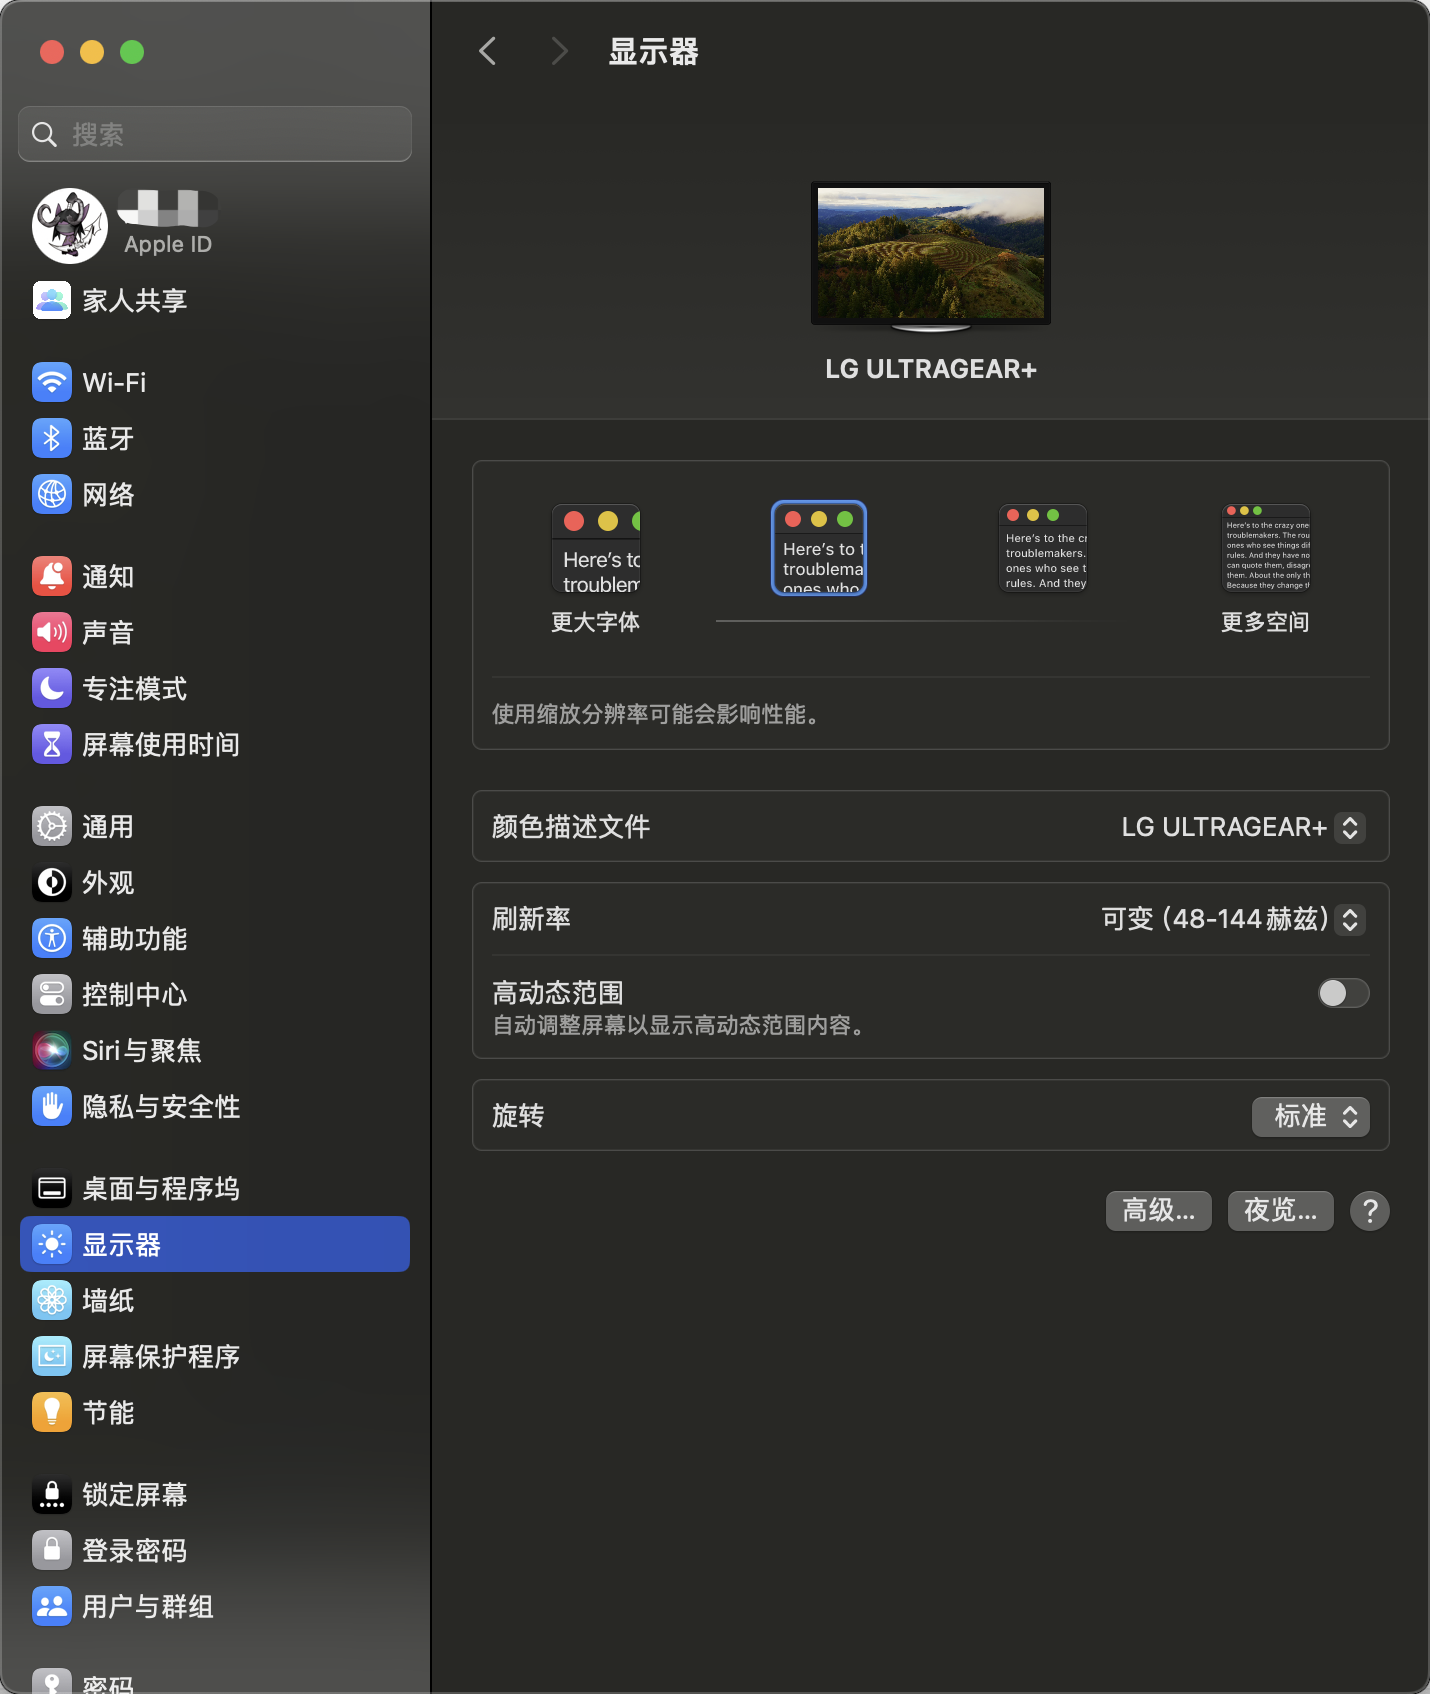 显示器
搜索
Apple ID
家人共享
Wi-Fi
蓝牙
网络
通知
声音
专注模式
屏幕使用时间
通用
外观
辅助功能
控制中心
Siri与聚焦
隐私与安全性
桌面与程序坞
显示器
墙纸
屏幕保护程序
节能
锁定屏幕
登录密码
用户与群组
密码
LG ULTRAGEAR+
Here's to
troublem
更大字体
Here's to t
troublema
ones who
Here's to the cr
troublemakers.
ones who see t
rules. And they
Here's to the crazy one
troublemakers. The rou
ones who see things dif
rules. And they have no
can quote them, disagr
them. About the only th
Because they change t
更多空间
使用缩放分辨率可能会影响性能。
颜色描述文件 LG ULTRAGEAR+
刷新率 可变 (48-144赫兹)
高动态范围
自动调整屏幕以显示高动态范围内容。
旋转 标准
高级... 夜览... ?